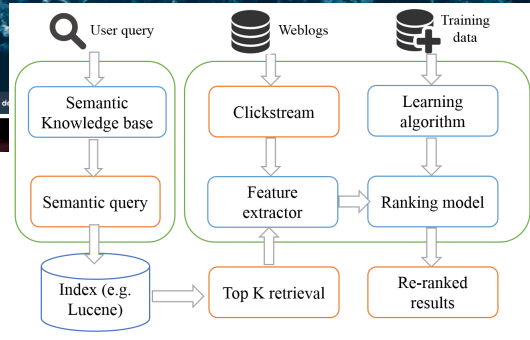 User query
Weblogs
Training
data
Semantic
Knowledge base
Clickstream
Learning
algorithm
Semantic query
Feature
extractor
Ranking model
Index (e.g.
Lucene)
Top K retrieval
Re-ranked
results